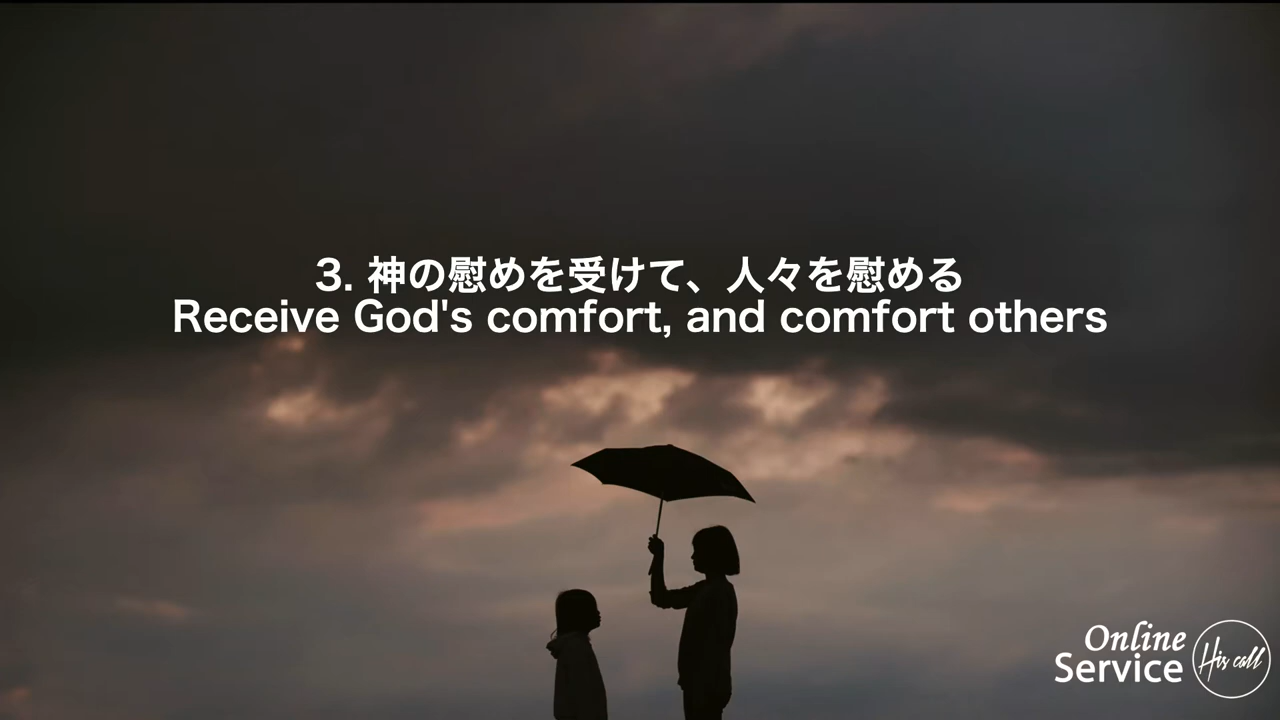 3. 神の慰めを受けて、人々を慰める
Receive God's comfort, and comfort others
Online
Service
His call